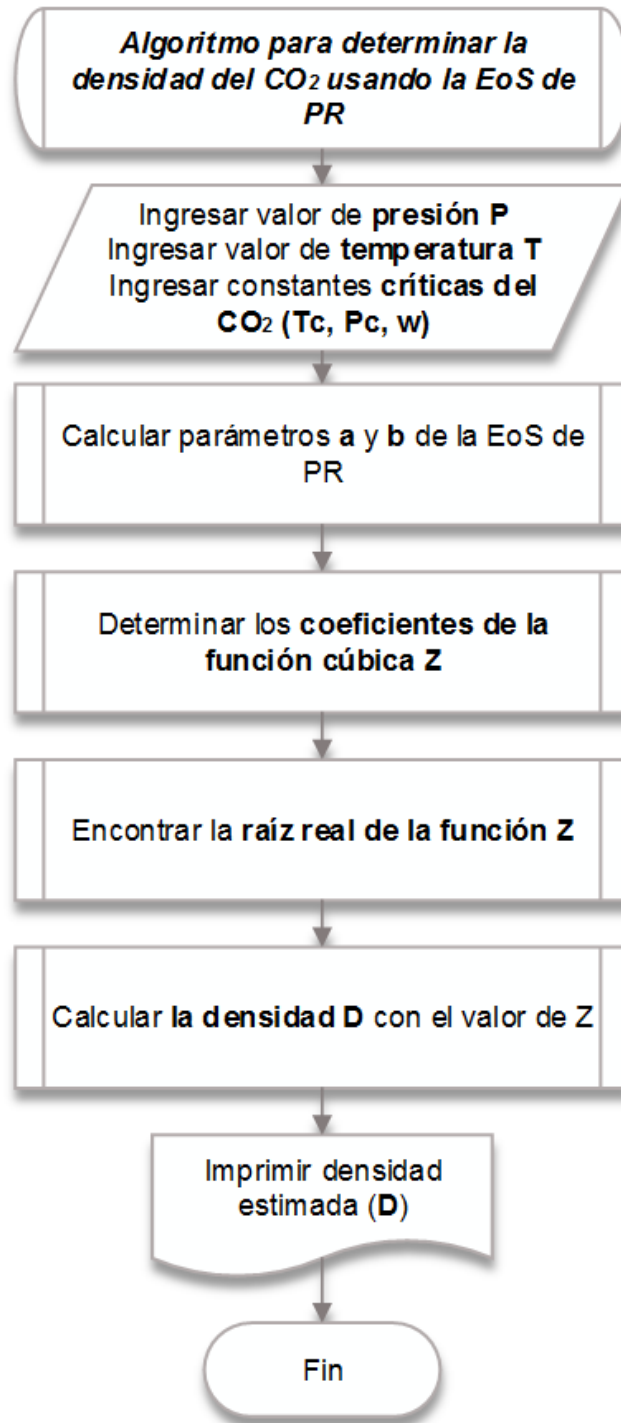 Algoritmo para determinar la
densidad del CO2 usando la EoS de
PR
Ingresar valor de presión P
Ingresar valor de temperatura T
Ingresar constantes críticas del
CO2 (Tc, Pc, w)
Calcular parámetros a y b de la EoS de
PR
Determinar los coeficientes de la
función cúbica Z
Encontrar la raíz real de la función Z
Calcular la densidad D con el valor de Z
Imprimir densidad
estimada (D)
Fin